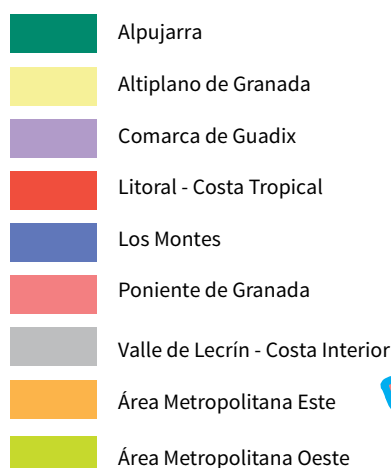 Alpujarra
Altiplano de Granada
Comarca de Guadix
Litoral - Costa Tropical
Los Montes
Poniente de Granada
Valle de Lecrín - Costa Interior
Área Metropolitana Este
Área Metropolitana Oeste